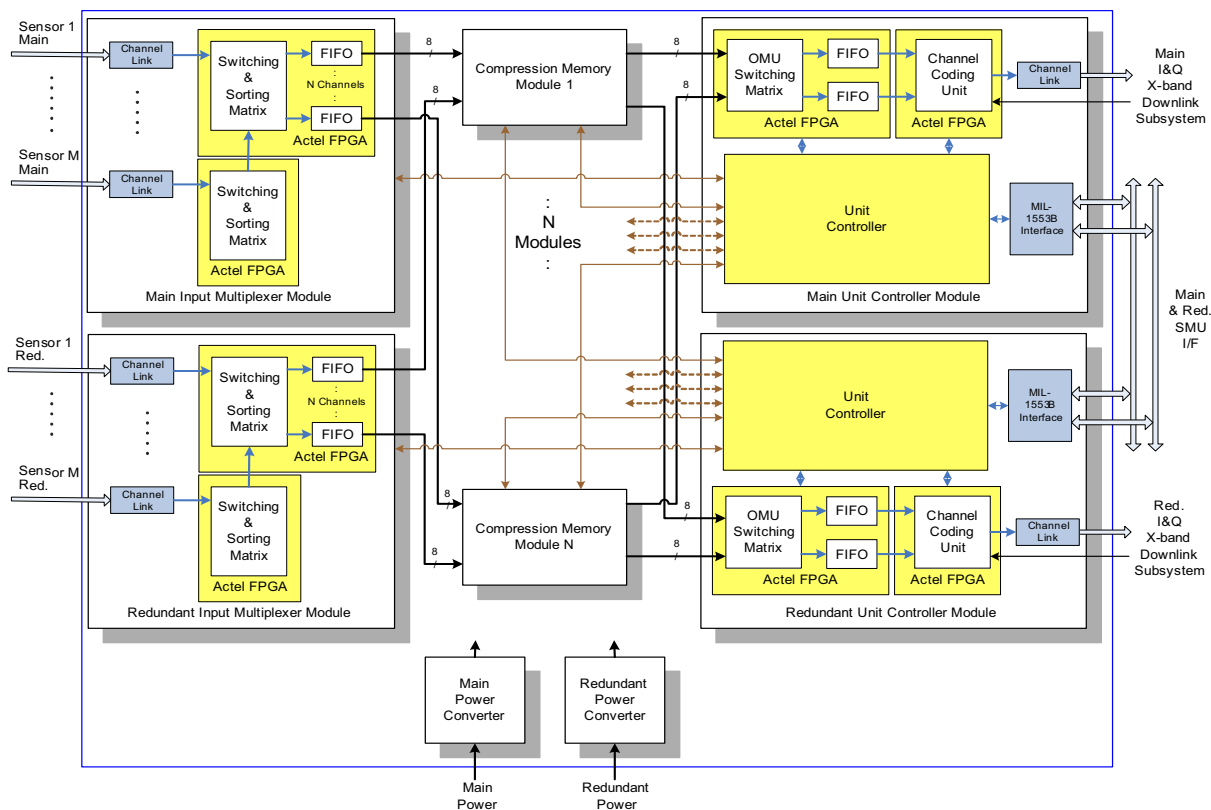 Sensor 1
Main
Channel
Link
Switching
&
Sorting
Matrix
FIFO
:
N Channels
:
FIFO
Actel FPGA
Sensor M
Main
Channel
Link
Switching
&
Sorting
Matrix
Actel FPGA
Main Input Multiplexer Module
8
8
Compression Memory
Module 1
8
8
:
N
Modules
:
OMU
Switching
Matrix
FIFO
FIFO
Actel FPGA
Channel
Coding
Unit
Actel FPGA
Channel
Link
Main
I&Q
X-band
Downlink
Subsystem
Unit
Controller
MIL-
1553B
Interface
Main Unit Controller Module
Main
& Red.
SMU
I/F
Sensor 1
Red.
Channel
Link
Switching
&
Sorting
Matrix
FIFO
:
N Channels
:
FIFO
Actel FPGA
Sensor M
Red.
Channel
Link
Switching
&
Sorting
Matrix
Actel FPGA
Redundant Input Multiplexer Module
8
8
Compression Memory
Module N
8
8
Unit
Controller
MIL-
1553B
Interface
OMU
Switching
Matrix
FIFO
FIFO
Actel FPGA
Channel
Coding
Unit
Actel FPGA
Channel
Link
Red.
I&Q
X-band
Downlink
Subsystem
Redundant Unit Controller Module
Main
Power
Converter
Redundant
Power
Converter
Main
Power
Redundant
Power